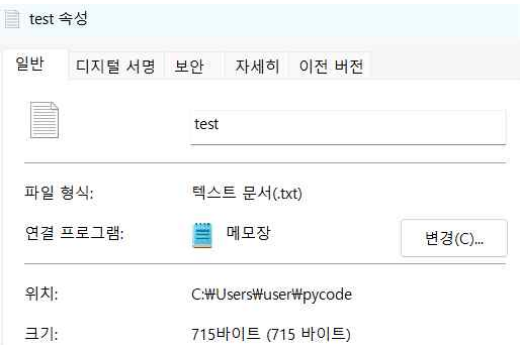 test 속성
일반 디지털 서명 보안 자세히 이전 버전
test
파일 형식: 텍스트 문서(.txt)
연결 프로그램: 메모장 변경(C)...
위치: C:₩Users₩user₩pycode
크기: 715바이트 (715 바이트)